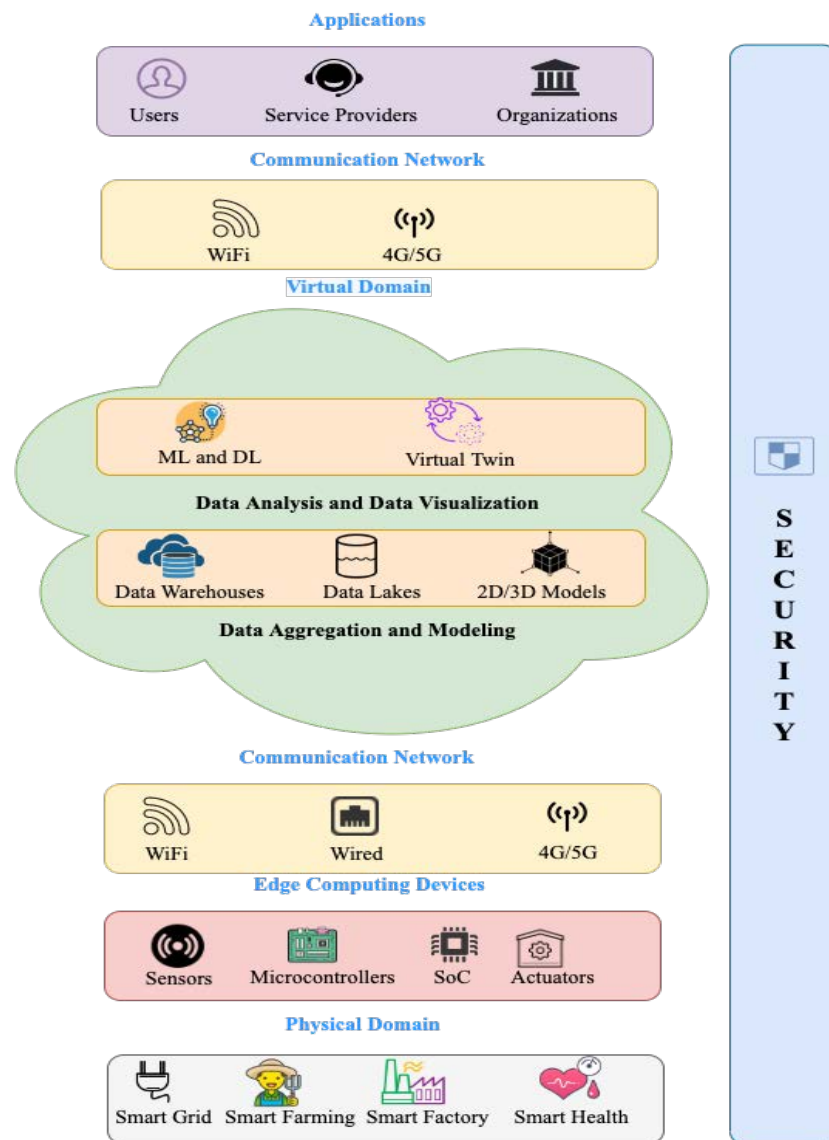 Applications
Users Service Providers Organizations
Communication Network
WiFi 4G/5G
Virtual Domain
ML and DL Virtual Twin
Data Analysis and Data Visualization
Data Warehouses Data Lakes 2D/3D Models
Data Aggregation and Modeling
Communication Network
WiFi Wired 4G/5G
Edge Computing Devices
Sensors Microcontrollers SoC Actuators
Physical Domain
Smart Grid Smart Farming Smart Factory Smart Health
S
E
C
U
R
I
T
Y